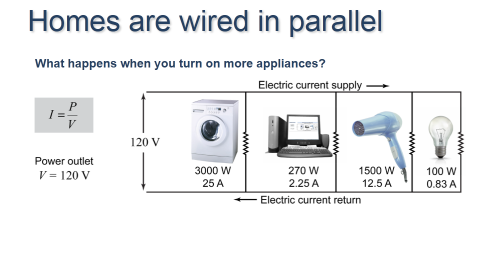 Homes are wired in parallel
What happens when you turn on more appliances?
Electric current supply
I = P/V
120 V
Power outlet
V = 120 V
3000 W
25 A
270 W
2.25 A
1500 W
12.5 A
100 W
0.83 A
Electric current return